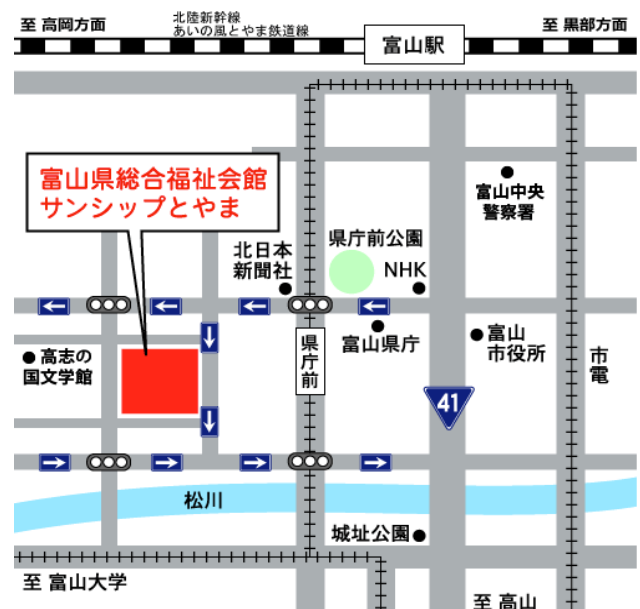 至 高岡方面
北陸新幹線
あいの風とやま鉄道線
富山駅
至 黒部方面
富山県総合福祉会館
サンシップとやま
富山中央
警察署
北日本
新聞社
県庁前公園
NHK
富山県庁
富山
市役所
県庁前
市電
高志の
国文学館
41
松川
城址公園
至 富山大学
至 高山